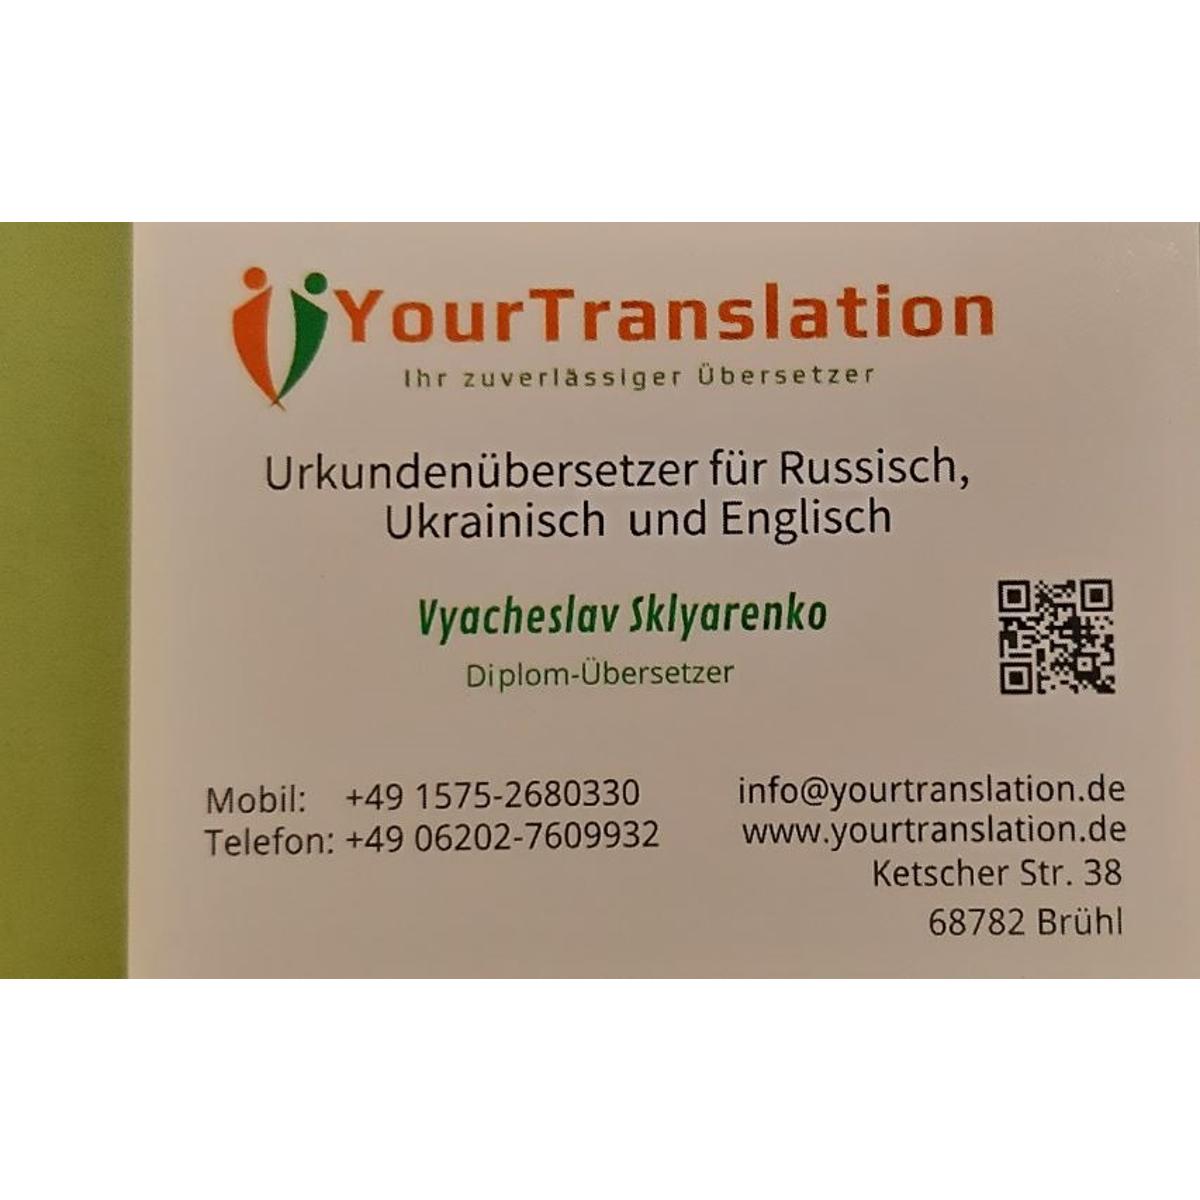 YourTranslation
Ihr zuverlässiger Übersetzer
Urkundenübersetzer für Russisch,
Ukrainisch und Englisch
Vyacheslav Sklyarenko
Diplom-Übersetzer
Mobil: +49 1575-2680330
Telefon: +49 06202-7609932
info@yourtranslation.de
www.yourtranslation.de
Ketscher Str. 38
68782 Brühl